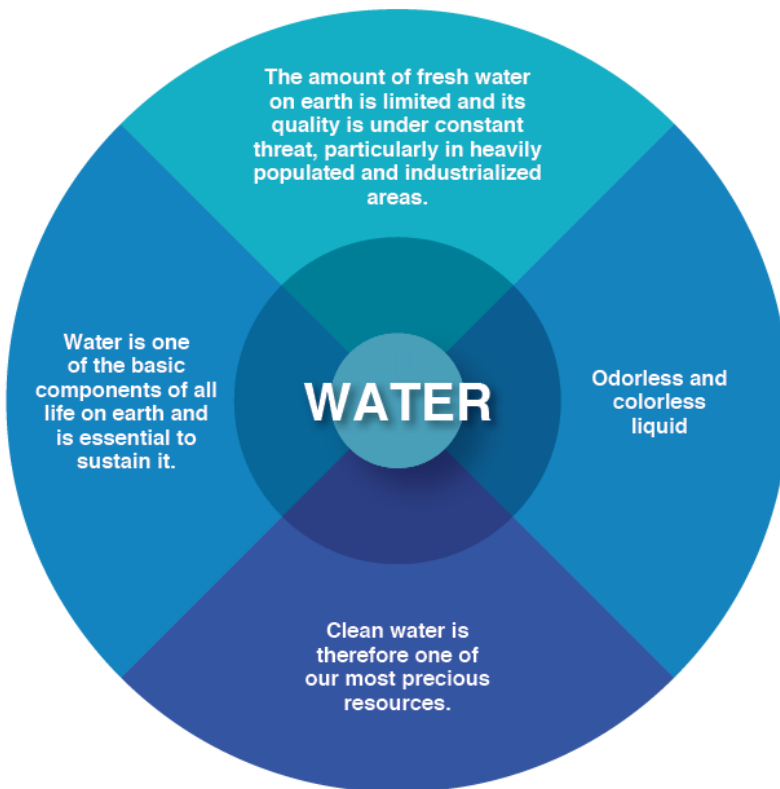 The amount of fresh water
on earth is limited and its
quality is under constant
threat, particularly in heavily
populated and industrialized
areas.
Water is one
of the basic
components of all
life on earth and
is essential to
sustain it.
WATER
Odorless and
colorless
liquid
Clean water is
therefore one of
our most precious
resources.